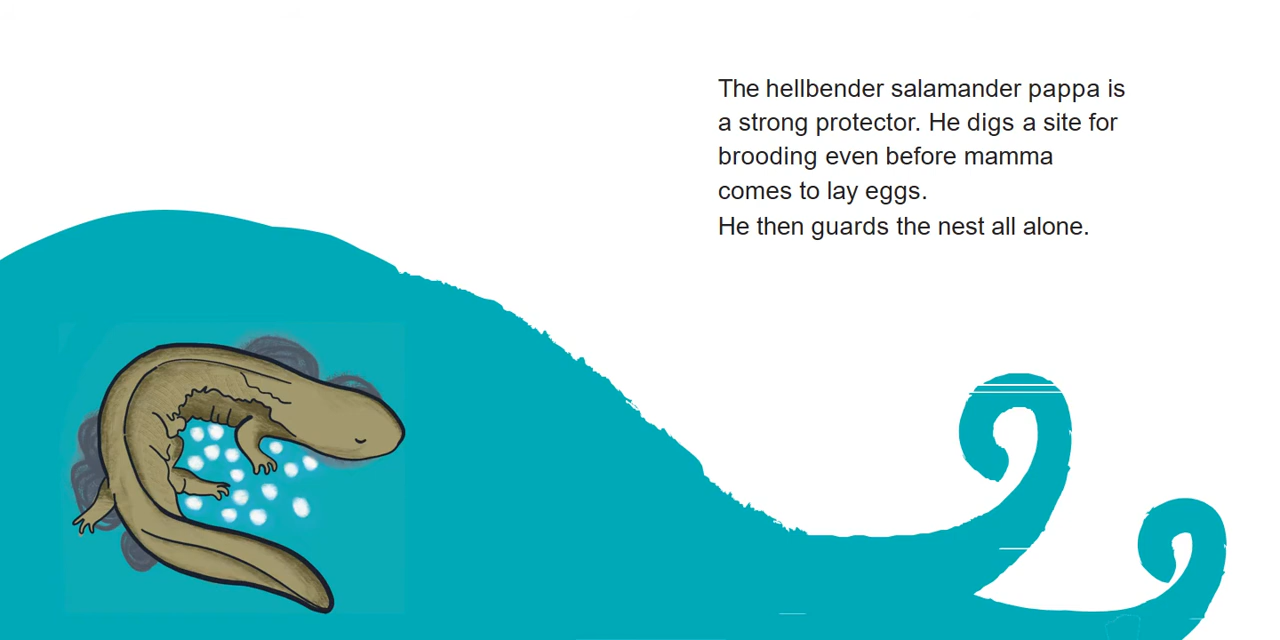 The hellbender salamander pappa is
a strong protector. He digs a site for
brooding even before mamma
comes to lay eggs.
He then guards the nest all alone.